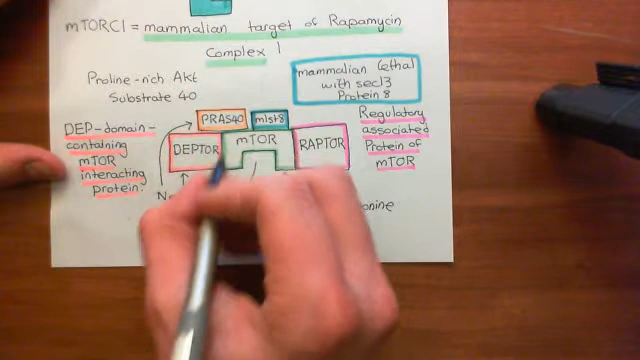 mTORC1 = mammalian target of Rapamycin
Complex 1
Proline-rich Akt
Substrate 40
mammalian lethal
with sec13
Protein 8
DEP-domain-
containing
mTOR
interacting
protein.
PRAS40
mlst8
DEPTOR
mTOR
RAPTOR
Regulatory
associated
Protein of
mTOR